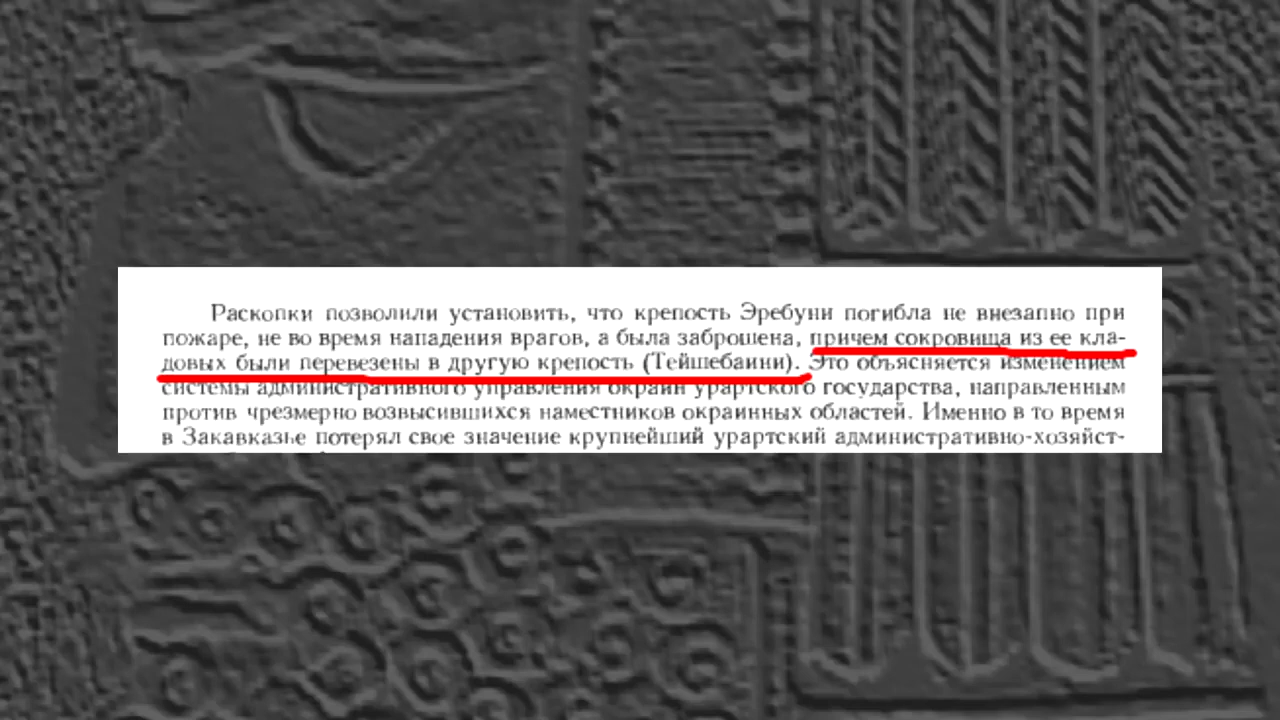 Раскопки позволили установить, что крепость Эребуни погибла не внезапно при
пожаре, не во время нападения врагов, а была заброшена, причем сокровища из ее кла-
довых были перевезены в другую крепость (Тейшебаини). Это объясняется изменением
системы административного управления окраин урартского государства, направленным
против чрезмерно возвысившихся наместников окраинных областей. Именно в то время
в Закавказье потерял свое значение крупнейший урартский административно-хозяйст-